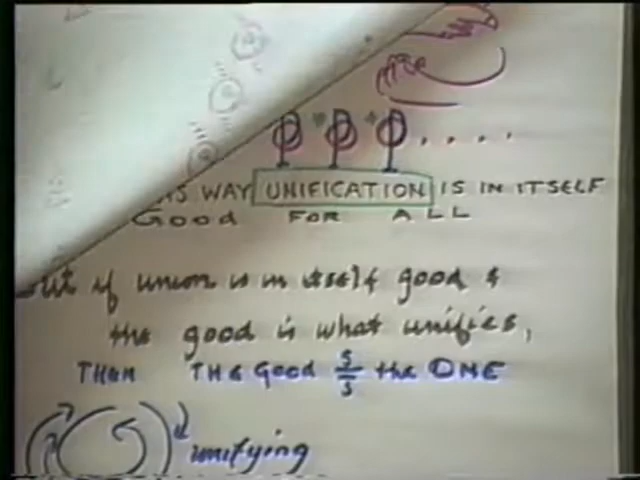 WAY UNIFICATION IS IN ITSELF
GOOD FOR ALL
but if union is in itself good &
the good is what unifies,
THEN THE GOOD the ONE
unifying